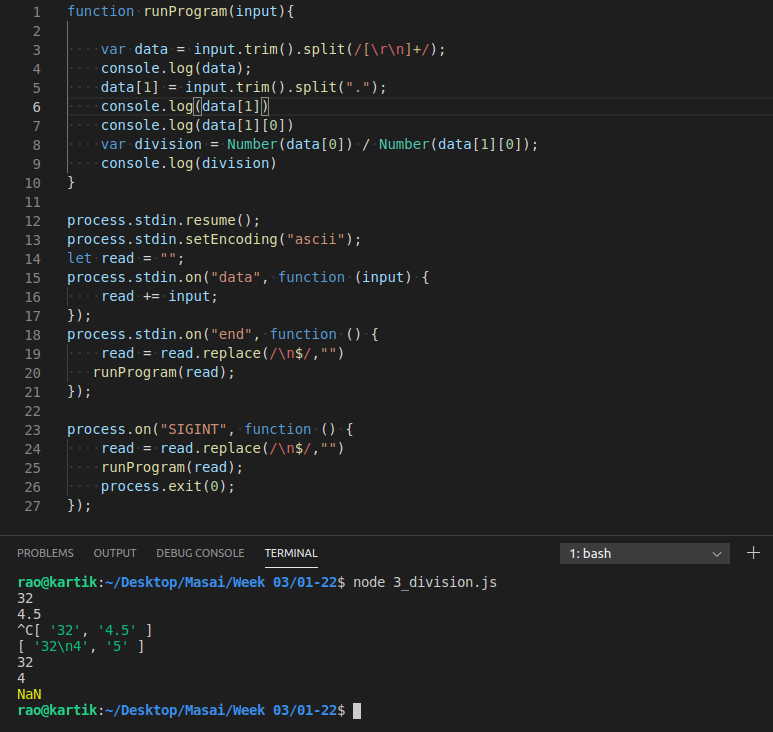 1 function runProgram(input){
2
3 ····var·data·=·input.trim().split(/[\r\n]+/);
4 ····console.log(data);
5 ····data[1]·=·input.trim().split(".");
6 ····console.log(data[1])
7 ····console.log(data[1][0])
8 ····var·division·=·Number(data[0])·/·Number(data[1][0]);
9 ····console.log(division)
10 }
11
12 process.stdin.resume();
13 process.stdin.setEncoding("ascii");
14 let read = "";
15 process.stdin.on("data",·function·(input)·{
16 ····read·+=·input;
17 });
18 process.stdin.on("end",·function·()·{
19 ····read·=·read.replace(/\n$/,"")
20 ···runProgram(read);
21 });
22
23 process.on("SIGINT",·function·()·{
24 ····read·=·read.replace(/\n$/,"")
25 ····runProgram(read);
26 ····process.exit(0);
27 });
PROBLEMS OUTPUT DEBUG CONSOLE TERMINAL 1: bash
rao@kartik:~/Desktop/Masai/Week 03/01-22$ node 3_division.js
32
4.5
^C[ '32', '4.5' ]
[ '32\n4', '5' ]
32
4
NaN
rao@kartik:~/Desktop/Masai/Week 03/01-22$